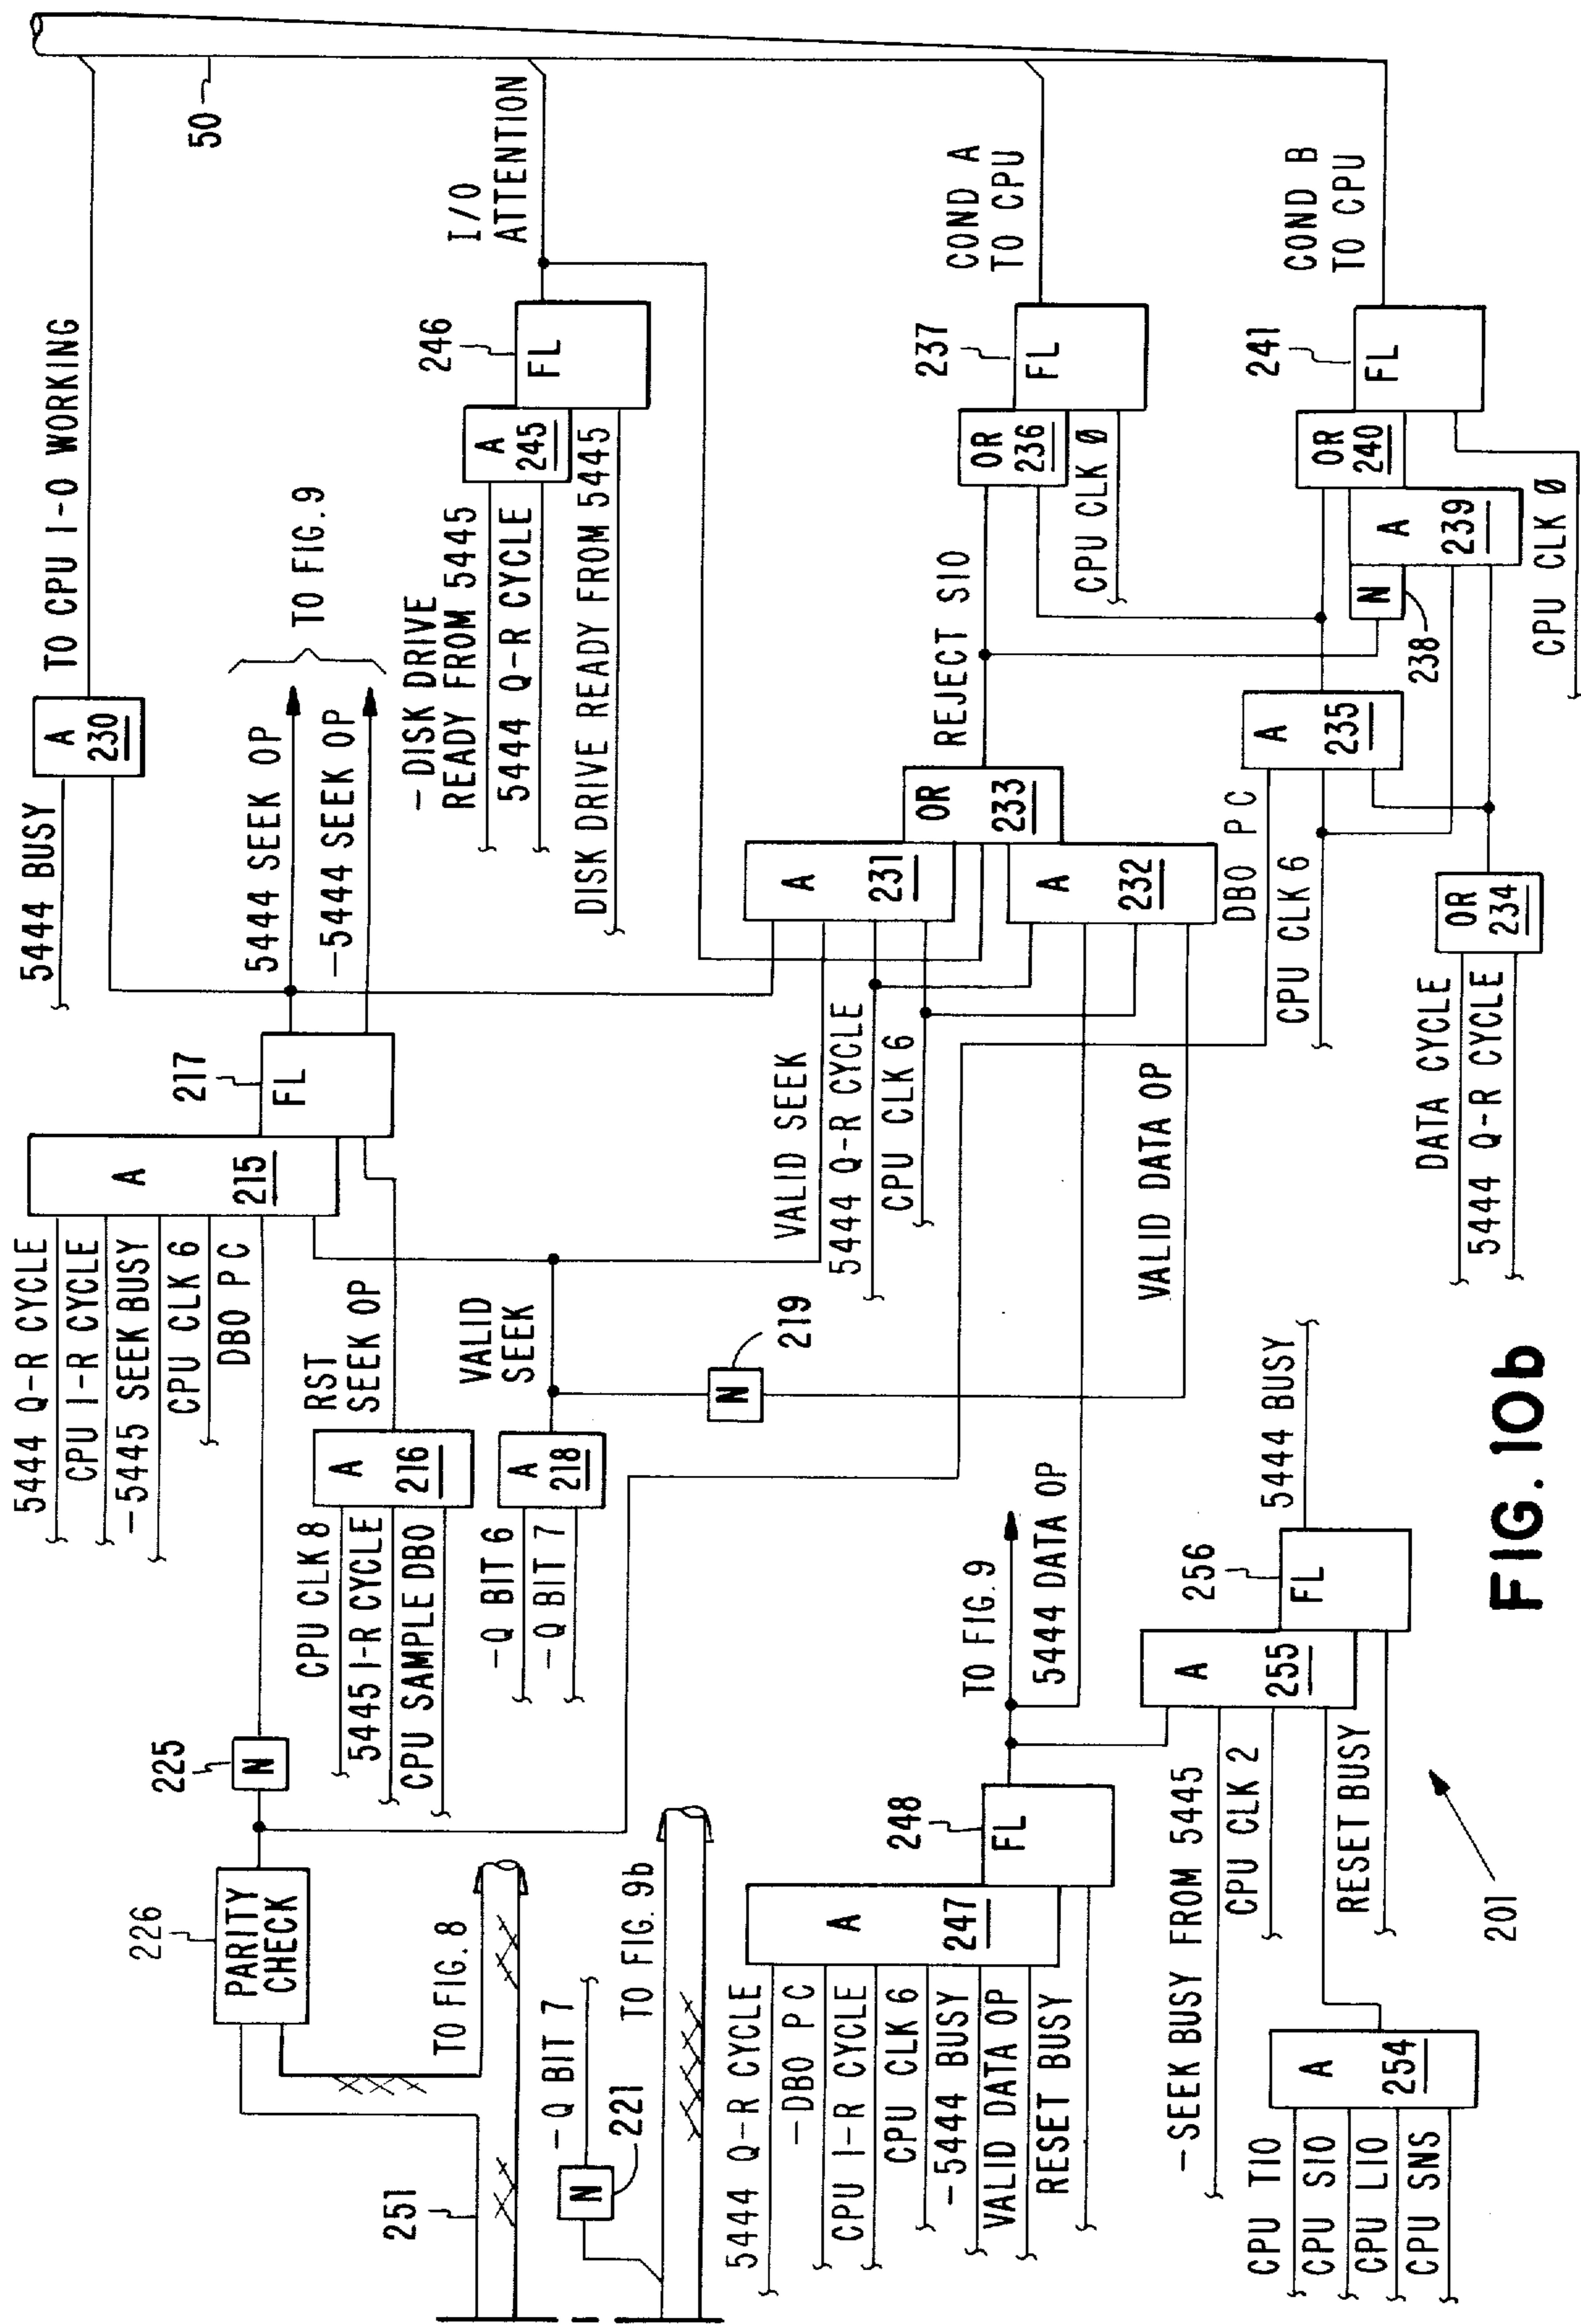 251
226
PARITY
CHECK
225
N
TO FIG. 8
5444 Q-R CYCLE
CPU I-R CYCLE
-5445 SEEK BUSY
CPU CLK 6
DBO PC
A
215
217
FL
5444 BUSY
A
230
TO CPU I-O WORKING
50
5444 SEEK OP
-5444 SEEK OP
TO FIG. 9
CPU CLK 8
5445 I-R CYCLE
CPU SAMPLE DBO
A
216
RST
SEEK OP
-Q BIT 6
-Q BIT 7
A
218
VALID
SEEK
N
219
-DISK DRIVE
READY FROM 5445
5444 Q-R CYCLE
DISK DRIVE READY FROM 5445
A
245
246
FL
I/O
ATTENTION
N
221
-Q BIT 7
TO FIG. 9b
5444 Q-R CYCLE
-DBO PC
CPU I-R CYCLE
CPU CLK 6
-5444 BUSY
VALID DATA OP
RESET BUSY
A
247
248
FL
TO FIG. 9
5444 DATA OP
VALID SEEK
5444 Q-R CYCLE
CPU CLK 6
VALID DATA OP
A
231
A
232
OR
233
REJECT SIO
OR
236
CPU CLK Ø
237
FL
COND A
TO CPU
DBO PC
CPU CLK 6
A
235
DATA CYCLE
5444 Q-R CYCLE
OR
234
N
238
A
239
OR
240
CPU CLK Ø
241
FL
COND B
TO CPU
-SEEK BUSY FROM 5445
CPU CLK 2
RESET BUSY
CPU TIO
CPU SIO
CPU LIO
CPU SNS
A
254
A
255
256
FL
5444 BUSY
201
FIG. 10b